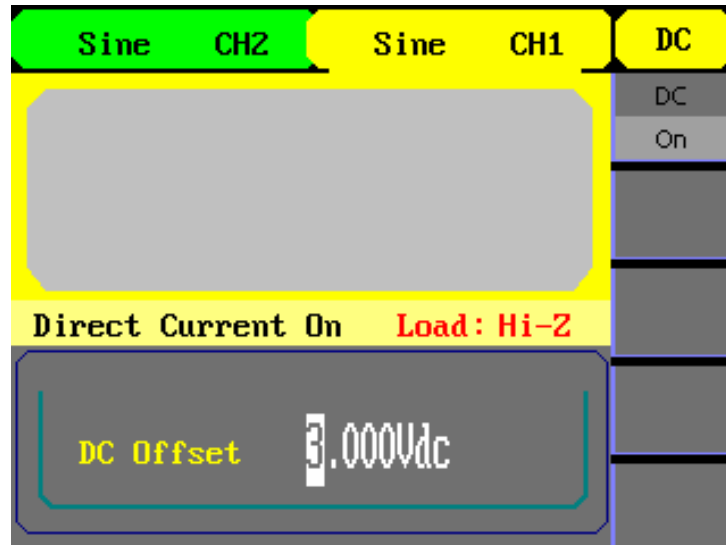 Sine CH2 Sine CH1 DC
DC
On
Direct Current On Load: Hi-Z
DC Offset 3.000Vdc